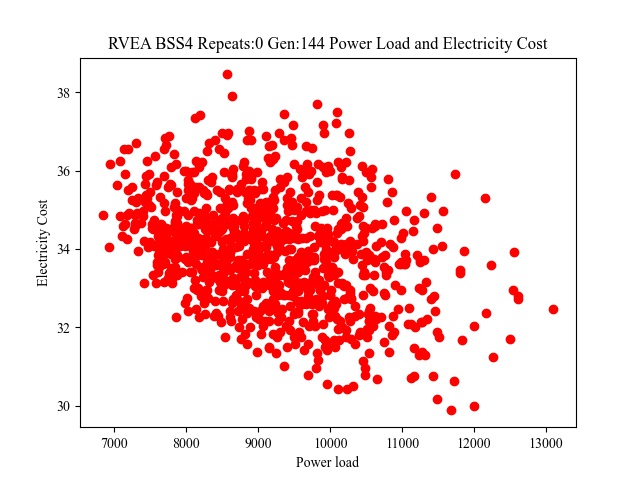 RVEA BSS4 Repeats:0 Gen:144 Power Load and Electricity Cost
38
36
34
32
30
Electricity Cost
7000 8000 9000 10000 11000 12000 13000
Power load